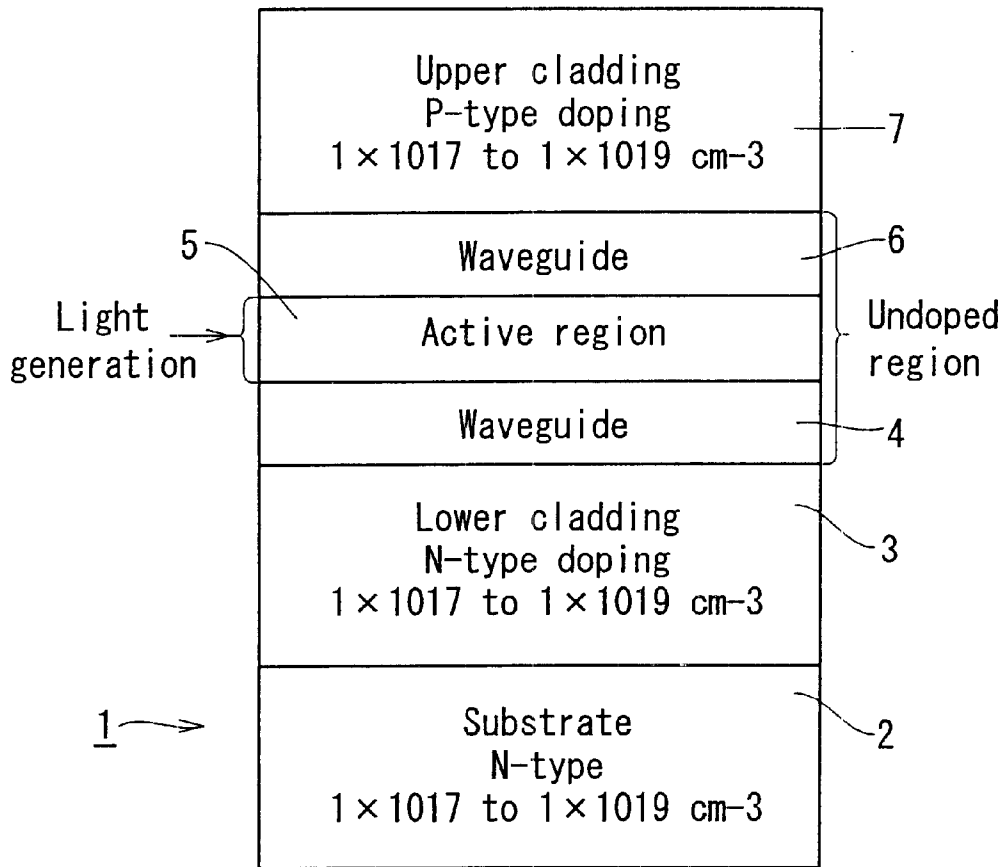 Upper cladding
P-type doping
1×1017 to 1×1019 cm-3
7
Waveguide
6
5
Light
generation
Active region
Undoped
region
Waveguide
4
Lower cladding
N-type doping
1×1017 to 1×1019 cm-3
3
1
Substrate
N-type
1×1017 to 1×1019 cm-3
2